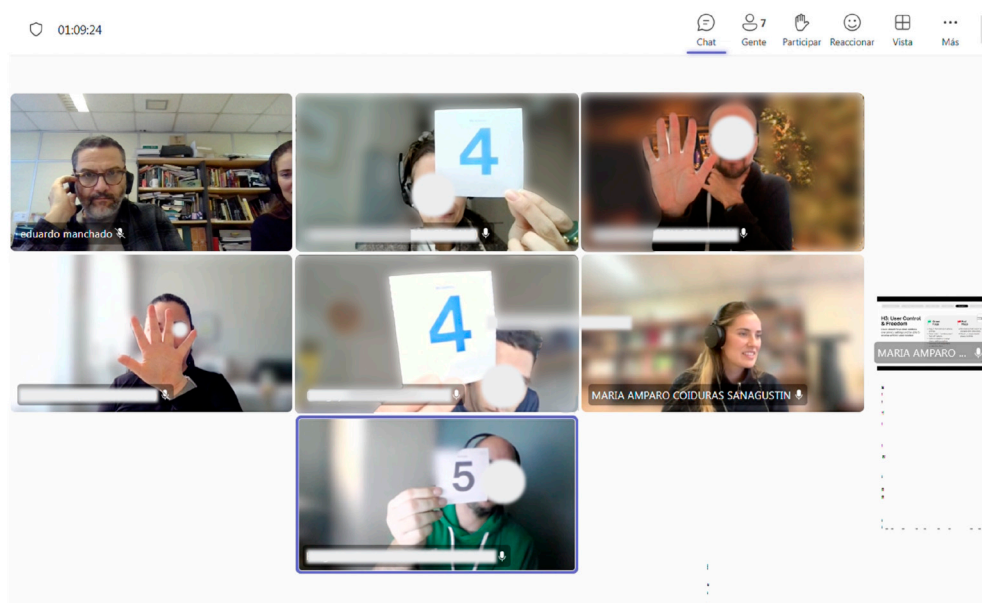 01:09:24
7
Chat
Gente
Participar
Reaccionar
Vista
Más
eduardo manchado
4
4
MARIA AMPARO COIDURAS SANAGUSTIN
H3: User Control
& Freedom
MARIA AMPARO ...
5